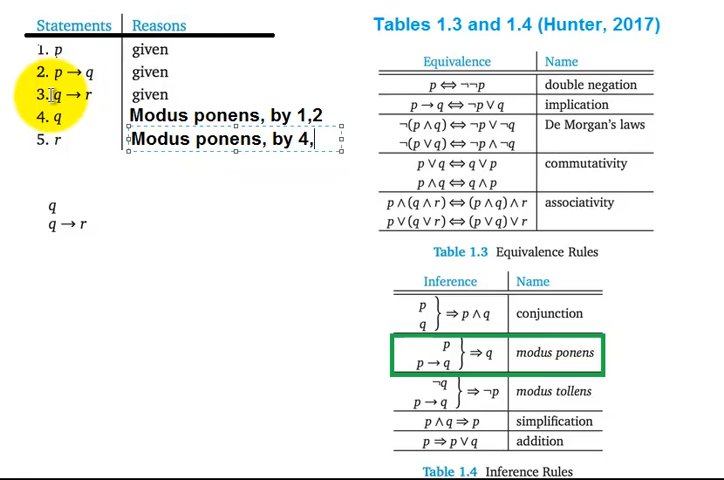 Statements Reasons
1. p given
2. p → q given
3. q → r given
4. q Modus ponens, by 1,2
5. r Modus ponens, by 4,
q
q → r
Tables 1.3 and 1.4 (Hunter, 2017)
Equivalence Name
p ⇔ ¬¬p double negation
p → q ⇔ ¬p ∨ q implication
¬(p ∧ q) ⇔ ¬p ∨ ¬q De Morgan's laws
¬(p ∨ q) ⇔ ¬p ∧ ¬q
p ∨ q ⇔ q ∨ p commutativity
p ∧ q ⇔ q ∧ p
p ∧ (q ∧ r) ⇔ (p ∧ q) ∧ r associativity
p ∨ (q ∨ r) ⇔ (p ∨ q) ∨ r
Table 1.3 Equivalence Rules
Inference Name
p
q } ⇒ p ∧ q conjunction
p
p → q } ⇒ q modus ponens
¬q
p → q } ⇒ ¬p modus tollens
p ∧ q ⇒ p simplification
p ⇒ p ∨ q addition
Table 1.4 Inference Rules